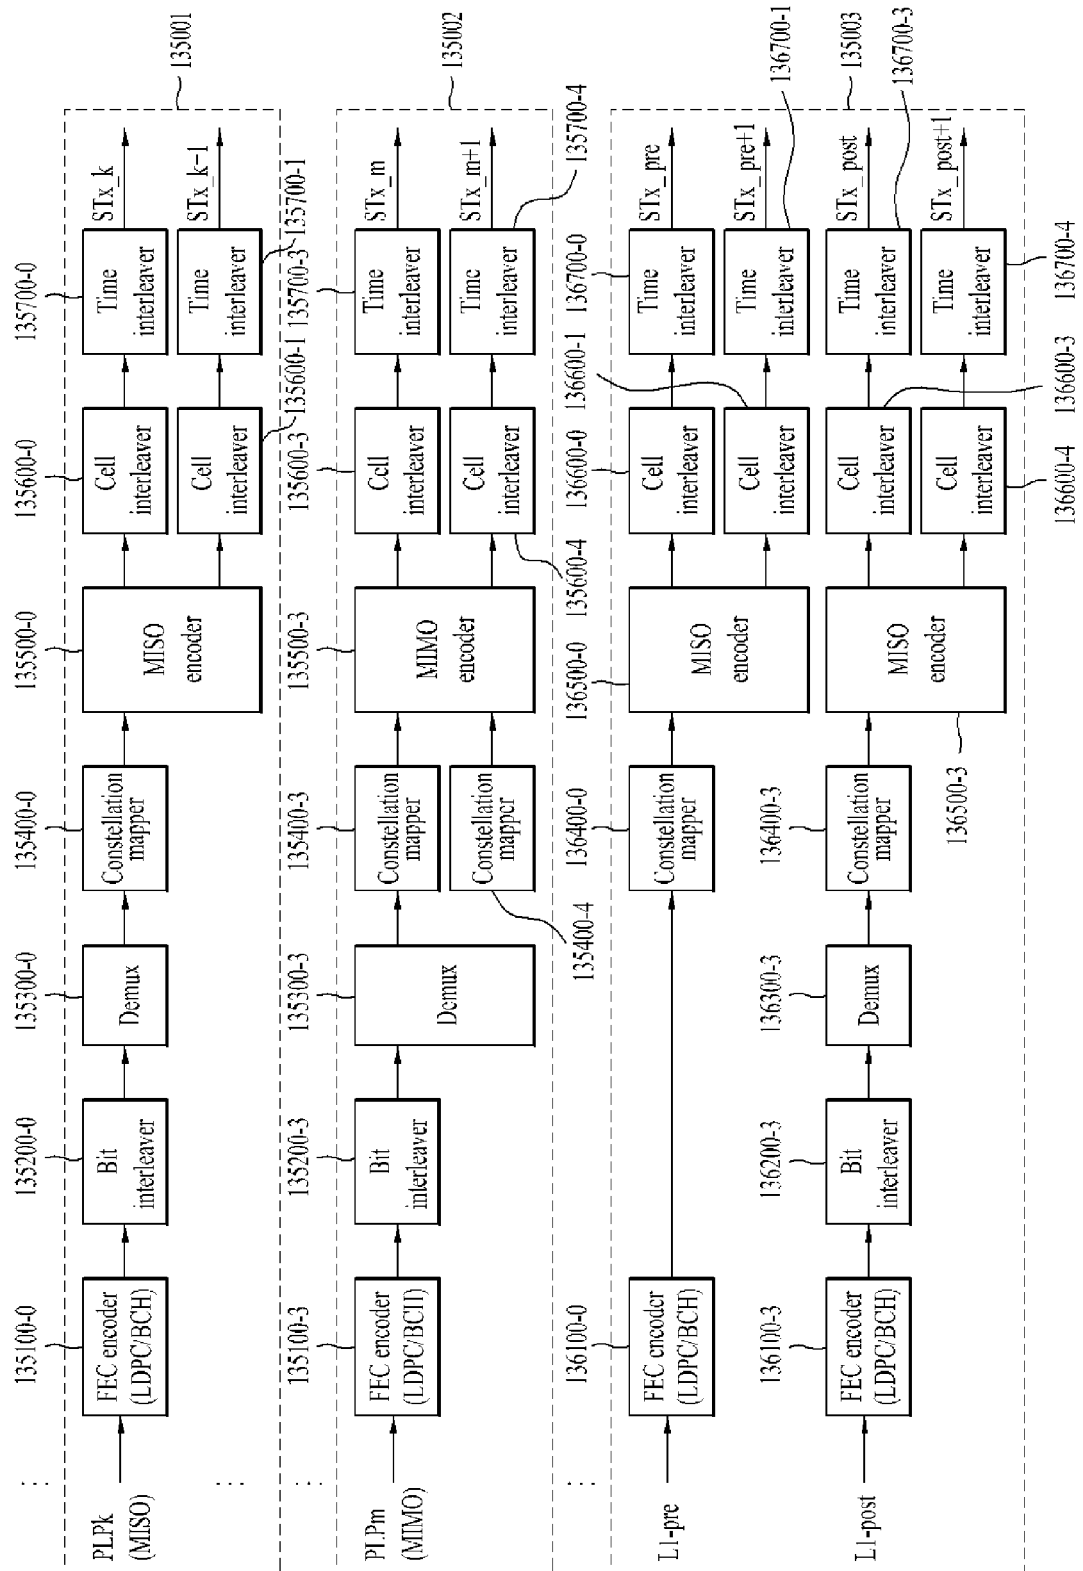 135001
135100-0
135200-0
135300-0
135400-0
135500-0
135600-0
135700-0
PLPk
(MISO)
FEC encoder
(LDPC/BCH)
Bit
interleaver
Demux
Constellation
mapper
MISO
encoder
Cell
interleaver
Time
interleaver
STx_k
Cell
interleaver
Time
interleaver
STx_k-1
135600-1
135700-1
135002
135100-3
135200-3
135300-3
135400-3
135500-3
135600-3
135700-3
PLPm
(MIMO)
FEC encoder
(LDPC/BCH)
Bit
interleaver
Demux
Constellation
mapper
Constellation
mapper
135400-4
MIMO
encoder
Cell
interleaver
Time
interleaver
STx_m
Cell
interleaver
Time
interleaver
STx_m+1
135600-4
135700-4
136100-0
136400-0
136500-0
136600-0
136600-1
136700-0
L1-pre
FEC encoder
(LDPC/BCH)
Constellation
mapper
MISO
encoder
Cell
interleaver
Time
interleaver
STx_pre
Cell
interleaver
Time
interleaver
STx_pre+1
136700-1
136100-3
136200-3
136300-3
136400-3
135003
L1-post
FEC encoder
(LDPC/BCH)
Bit
interleaver
Demux
Constellation
mapper
MISO
encoder
Cell
interleaver
Time
interleaver
STx_post
136700-3
Cell
interleaver
Time
interleaver
STx_post+1
136500-3
136600-4
136600-3
136700-4